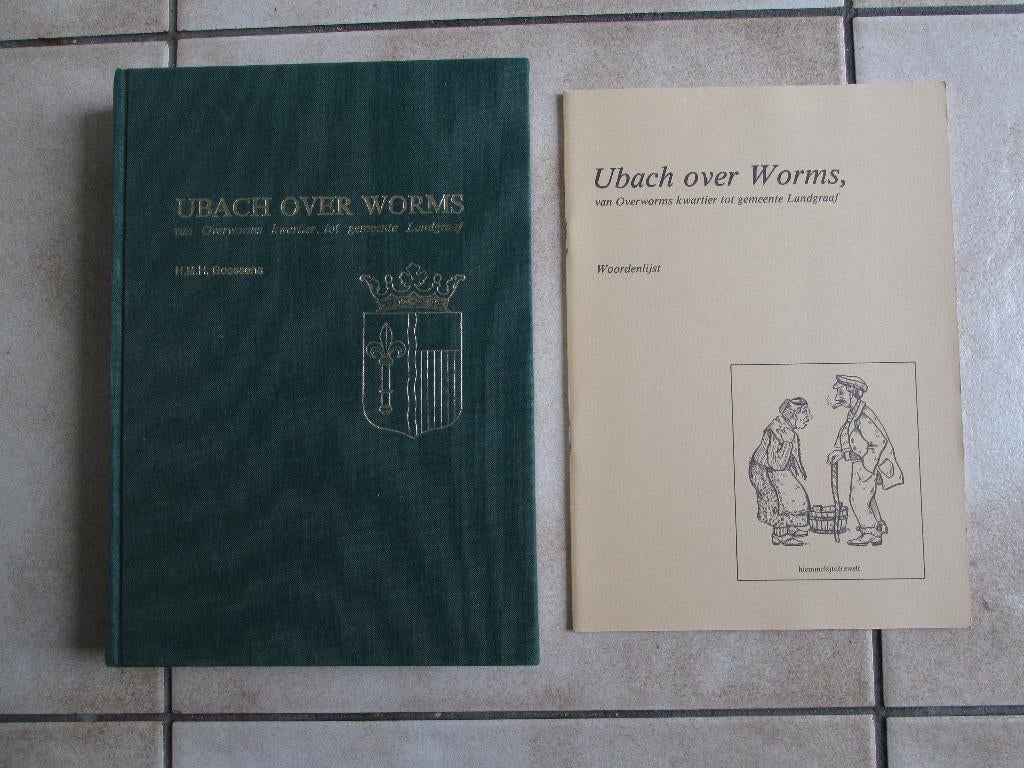 UBACH OVER WORMS
van Overworms kwartier tot gemeente Landgraaf
H.M.H. Goossens
Ubach over Worms,
van Overworms kwartier tot gemeente Landgraaf
Woordenlijst